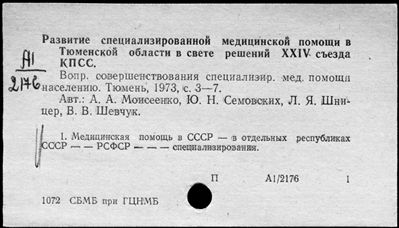 Развитие специализированной медицинской помощи в
Тюменской области в свете решений XXIV съезда
КПСС.
А1
2176
Вопр. совершенствования специализир. мед. помощи
населению. Тюмень, 1973, с. 3—7.
Авт.: А. А. Моисеенко, Ю. Н. Семовских, Л. Я. Шни-
цер, В. В. Шевчук.
I. Медицинская помощь в СССР — в отдельных республиках
СССР — — РСФСР — — — специализирования.
П А1/2176 1
1072 СБМБ при ГЦНМБ